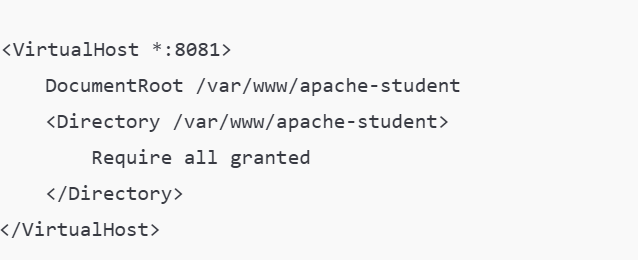 <VirtualHost *:8081>
    DocumentRoot /var/www/apache-student
    <Directory /var/www/apache-student>
        Require all granted
    </Directory>
</VirtualHost>